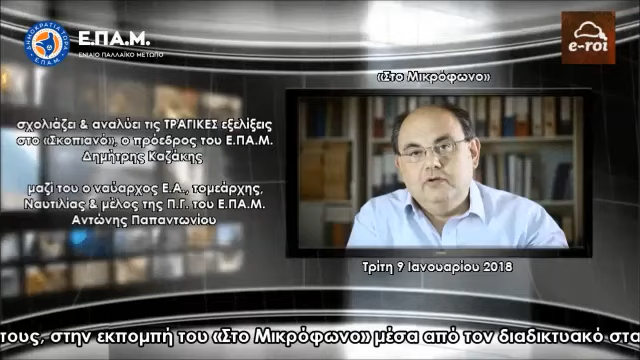 ΔΗΜΟΚΡΑΤΙΑ ΤΩΡΑ
Ε.Π.Α.Μ.
Ε.ΠΑ.Μ.
ΕΝΙΑΙΟ ΠΑΛΛΑΪΚΟ ΜΕΤΩΠΟ
e-roi
«Στο Μικρόφωνο»
σχολιάζει & αναλύει τις ΤΡΑΓΙΚΕΣ εξελίξεις
στο «Σκοπιανό», ο πρόεδρος του Ε.ΠΑ.Μ.
Δημήτρης Καζάκης
μαζί του ο ναύαρχος Ε.Α., τομεάρχης,
Ναυτιλίας & μέλος της Π.Γ. του Ε.ΠΑ.Μ.
Αντώνης Παπαντωνίου
Τρίτη 9 Ιανουαρίου 2018
τους, στην εκπομπή του «Στο Μικρόφωνο» μέσα από τον διαδικτυακό στα